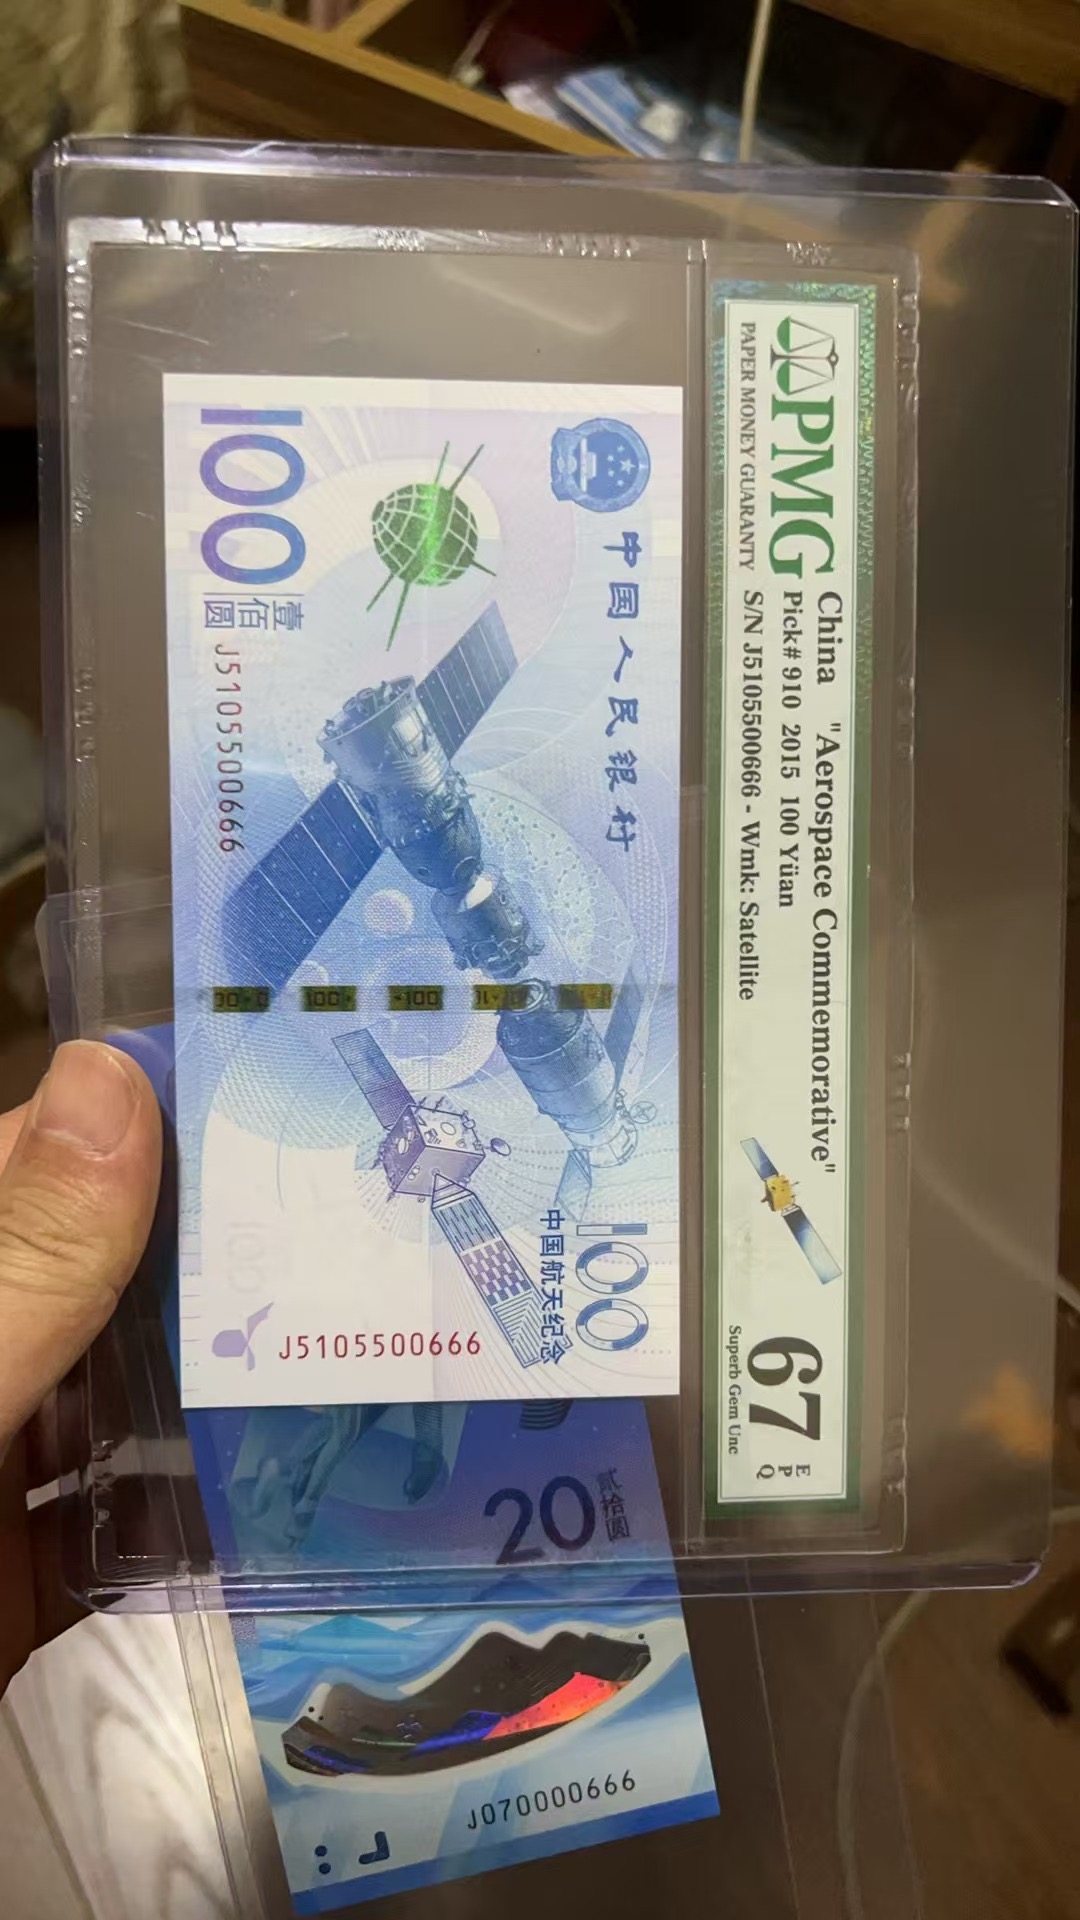 PMG
PAPER MONEY GUARANTY
China "Aerospace Commemorative"
Pick# 910 2015 100 Yüan
S/N J5105500666 - Wmk: Satellite
67
E
P
Q
Superb Gem Unc
中国人民银行
100
壹佰圆
J5105500666
100
中国航天纪念
J5105500666
20
贰拾圆
J070000666